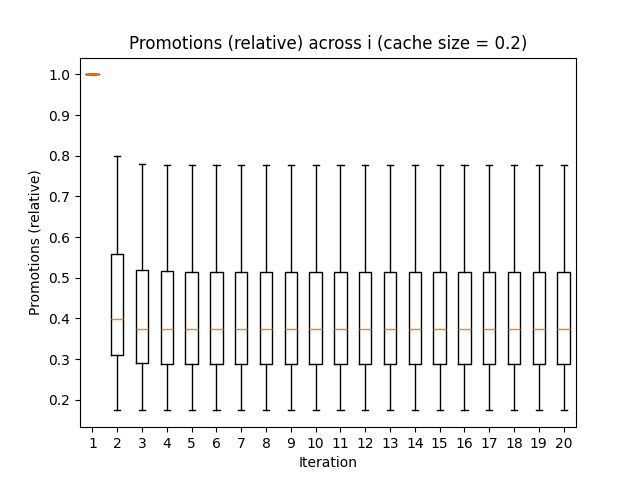 Promotions (relative) across i (cache size = 0.2)
Promotions (relative)
1.0
0.9
0.8
0.7
0.6
0.5
0.4
0.3
0.2
1 2 3 4 5 6 7 8 9 10 11 12 13 14 15 16 17 18 19 20
Iteration